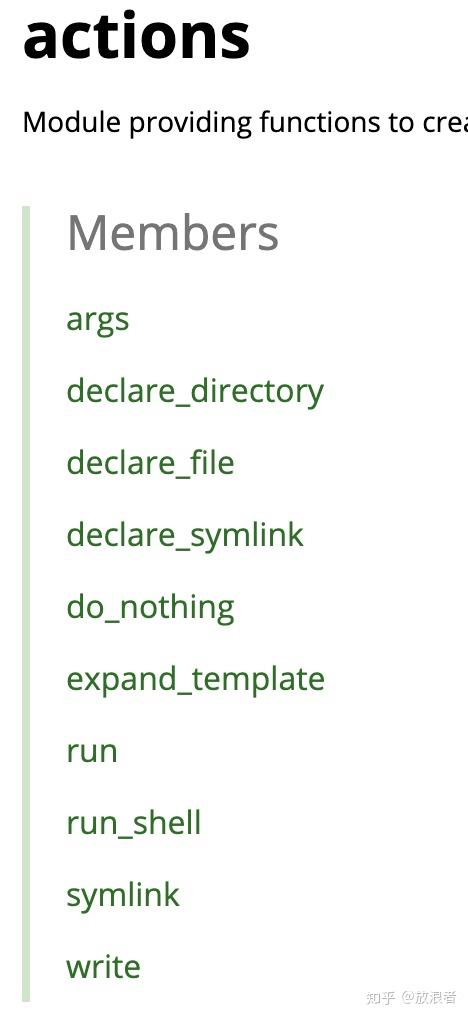 actions
Module providing functions to crea
Members
args
declare_directory
declare_file
declare_symlink
do_nothing
expand_template
run
run_shell
symlink
write
知乎 @放浪者